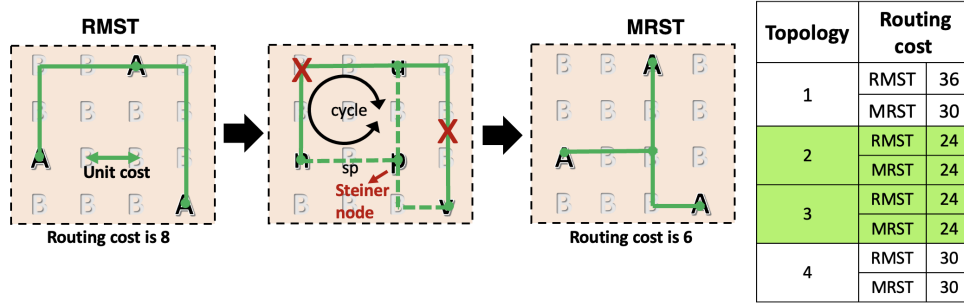 RMST
B B A B
B B B B
A B B B
Unit cost
B B B A
Routing cost is 8
X B u B
B B B B
cycle
X
n B p B
sp
Steiner
node
B B B v
MRST
B B A B
B B B B
A B B B
B B B A
Routing cost is 6
Topology Routing cost
1 RMST 36
MRST 30
2 RMST 24
MRST 24
3 RMST 24
MRST 24
4 RMST 30
MRST 30